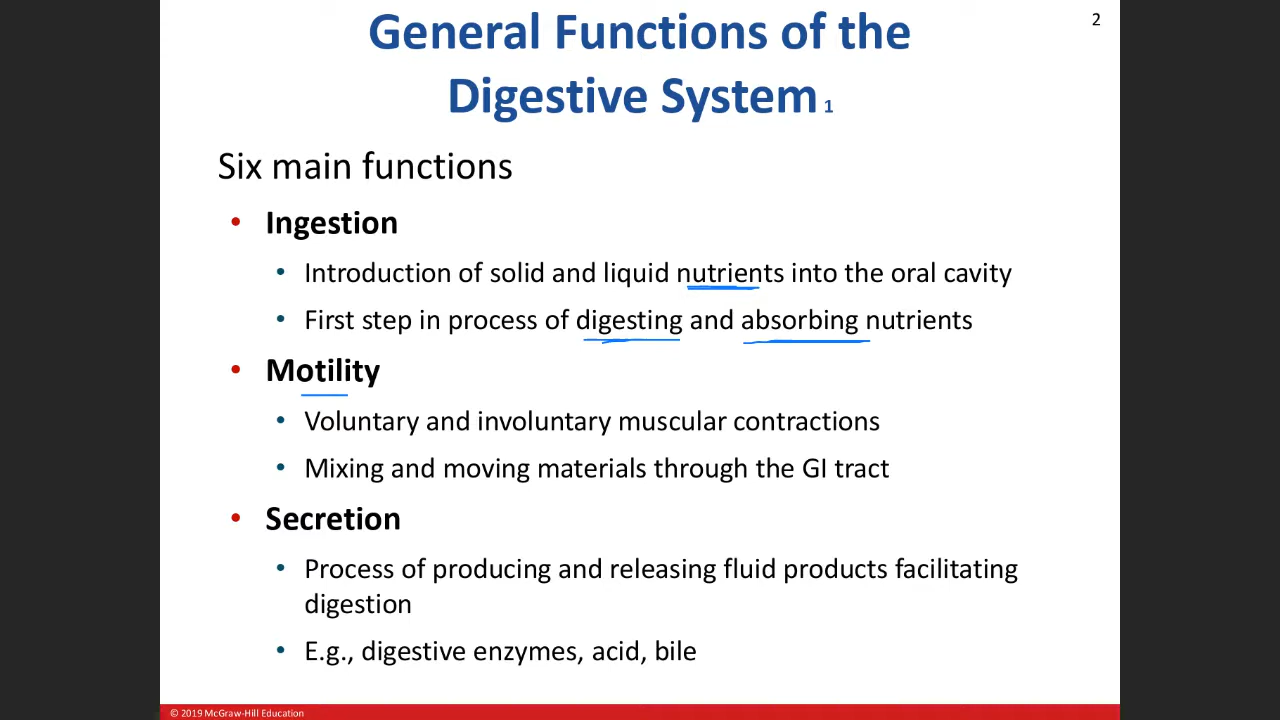 General Functions of the
Digestive System 1
2
Six main functions
• Ingestion
• Introduction of solid and liquid nutrients into the oral cavity
• First step in process of digesting and absorbing nutrients
• Motility
• Voluntary and involuntary muscular contractions
• Mixing and moving materials through the GI tract
• Secretion
• Process of producing and releasing fluid products facilitating
digestion
• E.g., digestive enzymes, acid, bile
© 2019 McGraw-Hill Education